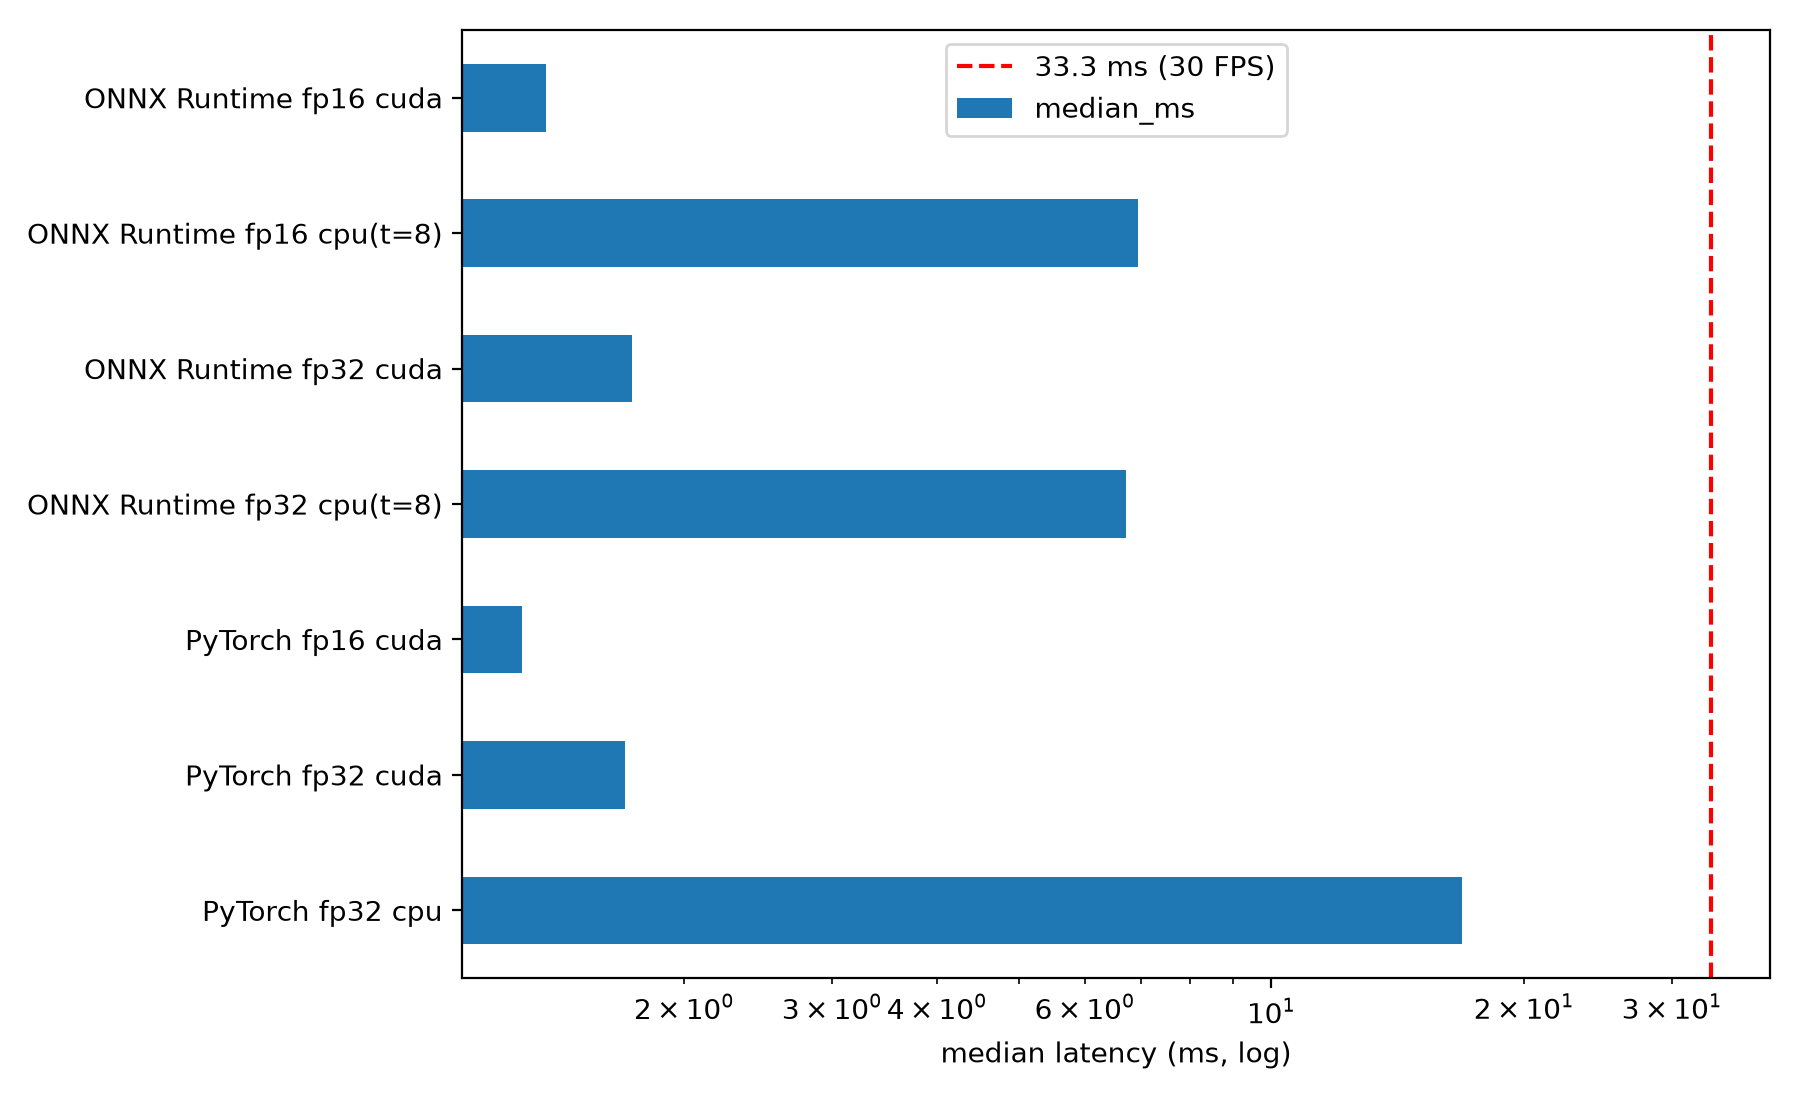 33.3 ms (30 FPS)
median_ms
ONNX Runtime fp16 cuda
ONNX Runtime fp16 cpu(t=8)
ONNX Runtime fp32 cuda
ONNX Runtime fp32 cpu(t=8)
PyTorch fp16 cuda
PyTorch fp32 cuda
PyTorch fp32 cpu
2 × 10⁰ 3 × 10⁰ 4 × 10⁰ 6 × 10⁰ 10¹ 2 × 10¹ 3 × 10¹
median latency (ms, log)